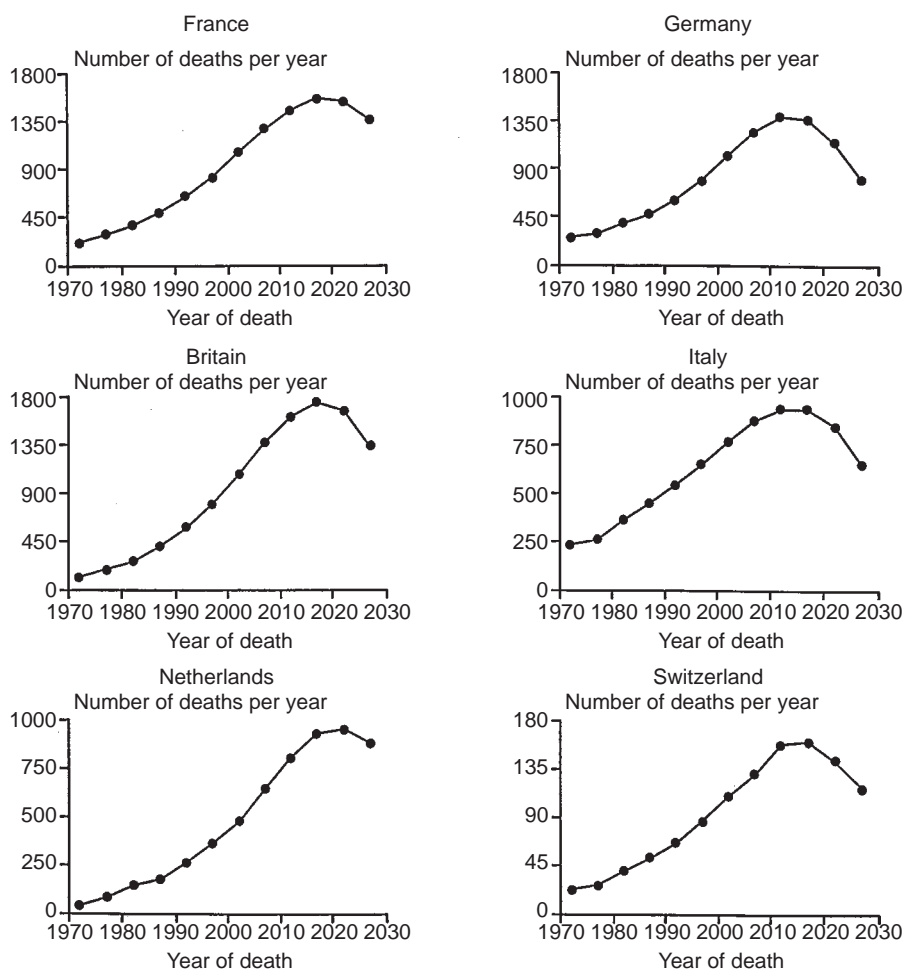 France
Number of deaths per year
1800
1350
900
450
0
1970 1980 1990 2000 2010 2020 2030
Year of death
Germany
Number of deaths per year
1800
1350
900
450
0
1970 1980 1990 2000 2010 2020 2030
Year of death
Britain
Number of deaths per year
1800
1350
900
450
0
1970 1980 1990 2000 2010 2020 2030
Year of death
Italy
Number of deaths per year
1000
750
500
250
0
1970 1980 1990 2000 2010 2020 2030
Year of death
Netherlands
Number of deaths per year
1000
750
500
250
0
1970 1980 1990 2000 2010 2020 2030
Year of death
Switzerland
Number of deaths per year
180
135
90
45
0
1970 1980 1990 2000 2010 2020 2030
Year of death